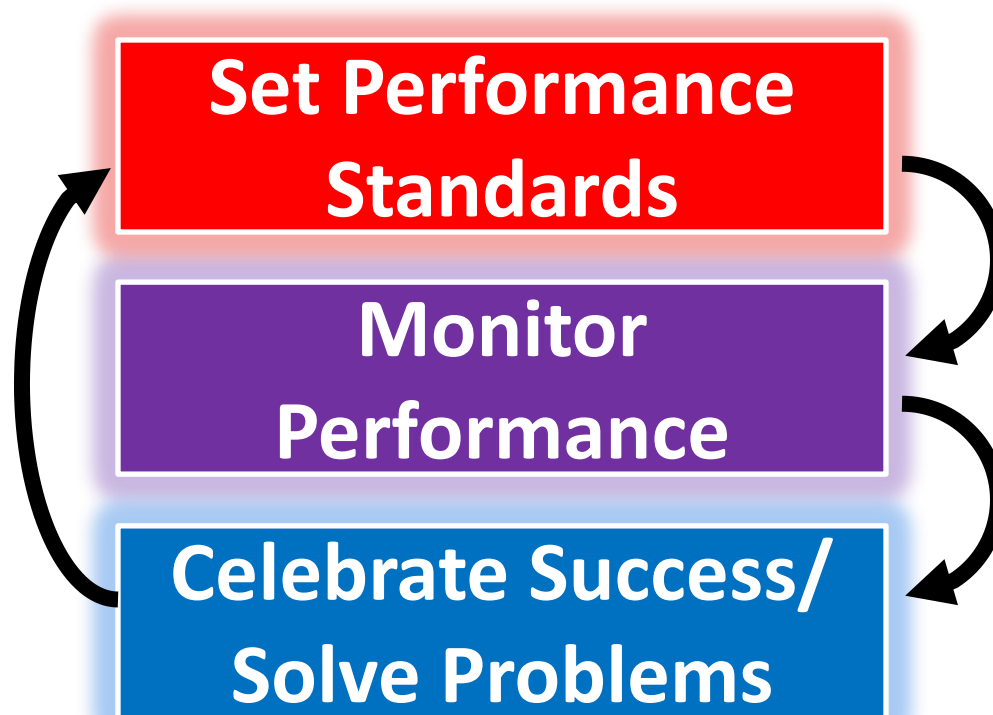 Set Performance
Standards
Monitor
Performance
Celebrate Success/
Solve Problems